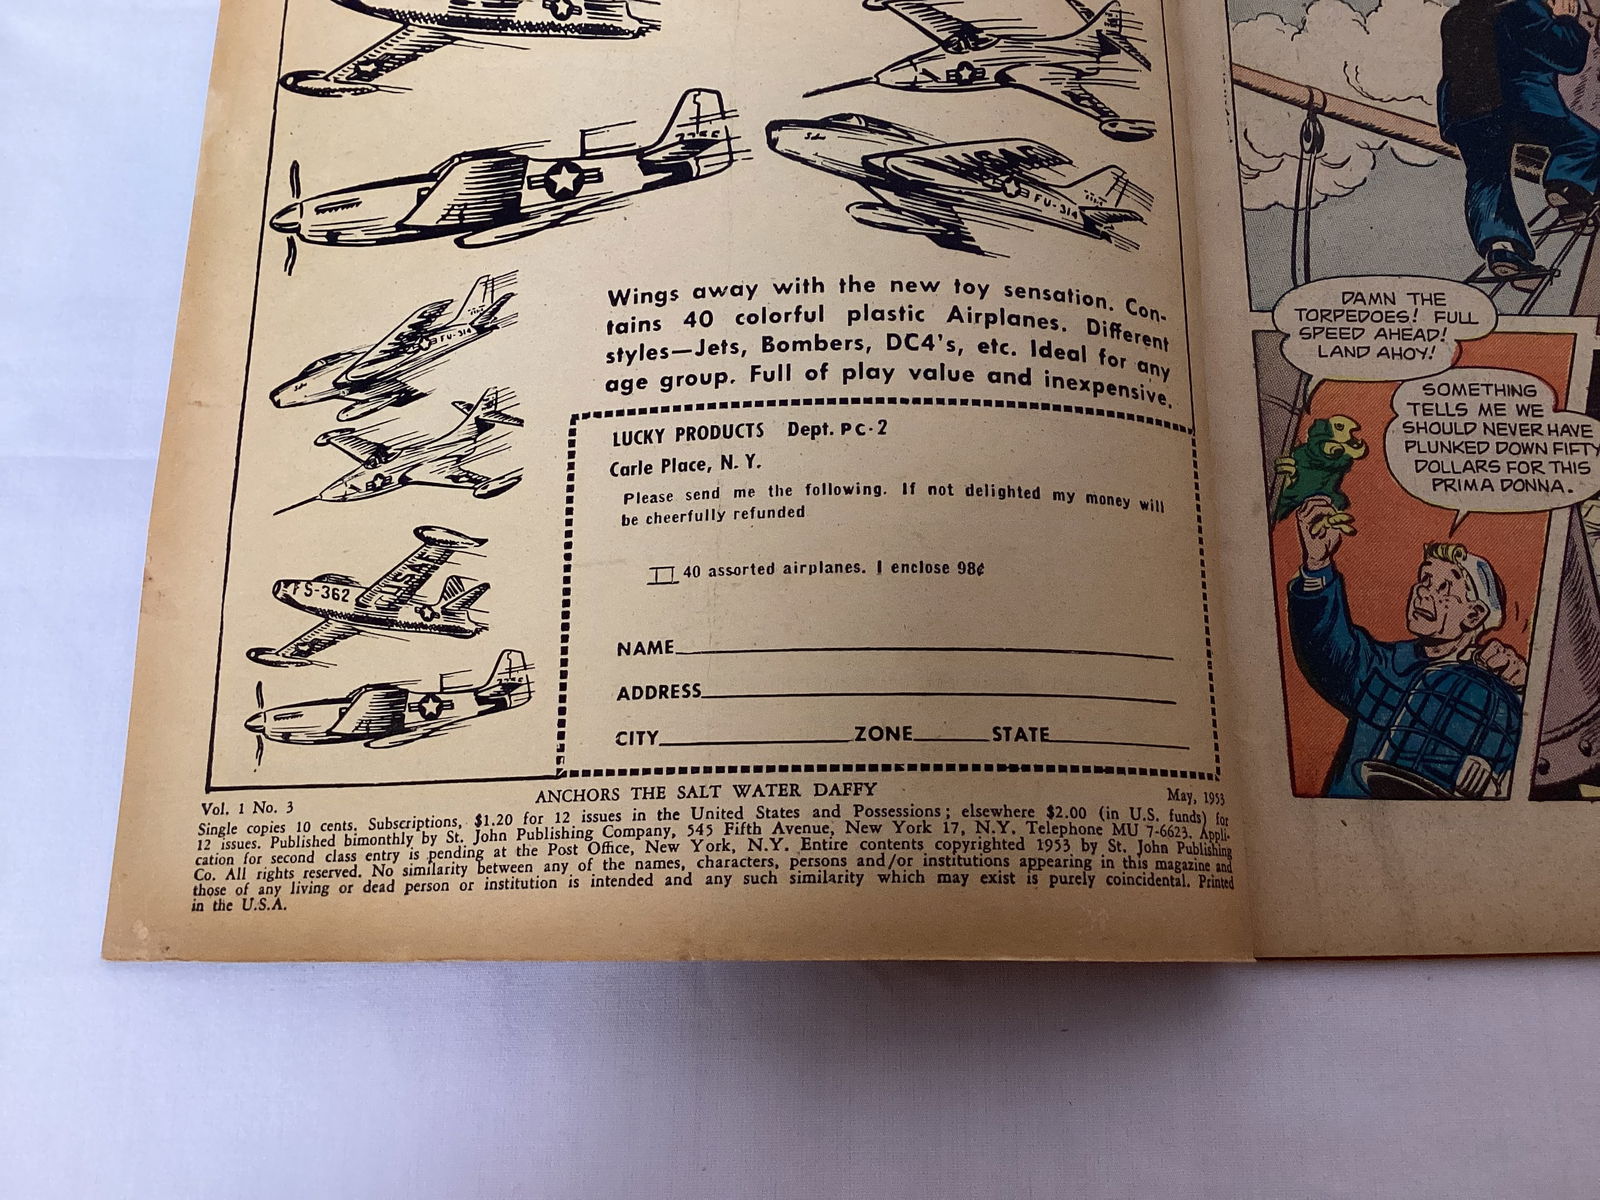 FU-314
Wings away with the new toy sensation. Con-
tains 40 colorful plastic Airplanes. Different
styles—Jets, Bombers, DC4's, etc. Ideal for any
age group. Full of play value and inexpensive.
FU-314
FS-362
USAF
LUCKY PRODUCTS Dept. PC-2
Carle Place, N. Y.
Please send me the following. If not delighted my money will
be cheerfully refunded
40 assorted airplanes. I enclose 98¢
NAME
ADDRESS
CITY ZONE STATE
Vol. 1 No. 3 ANCHORS THE SALT WATER DAFFY May, 1953
Single copies 10 cents. Subscriptions, $1.20 for 12 issues in the United States and Possessions; elsewhere $2.00 (in U.S. funds) for
12 issues. Published bimonthly by St. John Publishing Company, 545 Fifth Avenue, New York 17, N.Y. Telephone MU 7-6623. Appli-
cation for second class entry is pending at the Post Office, New York, N.Y. Entire contents copyrighted 1953 by St. John Publishing
Co. All rights reserved. No similarity between any of the names, characters, persons and/or institutions appearing in this magazine and
those of any living or dead person or institution is intended and any such similarity which may exist is purely coincidental. Printed
in the U.S.A.
DAMN THE
TORPEDOES! FULL
SPEED AHEAD!
LAND AHOY!
SOMETHING
TELLS ME WE
SHOULD NEVER HAVE
PLUNKED DOWN FIFTY
DOLLARS FOR THIS
PRIMA DONNA.